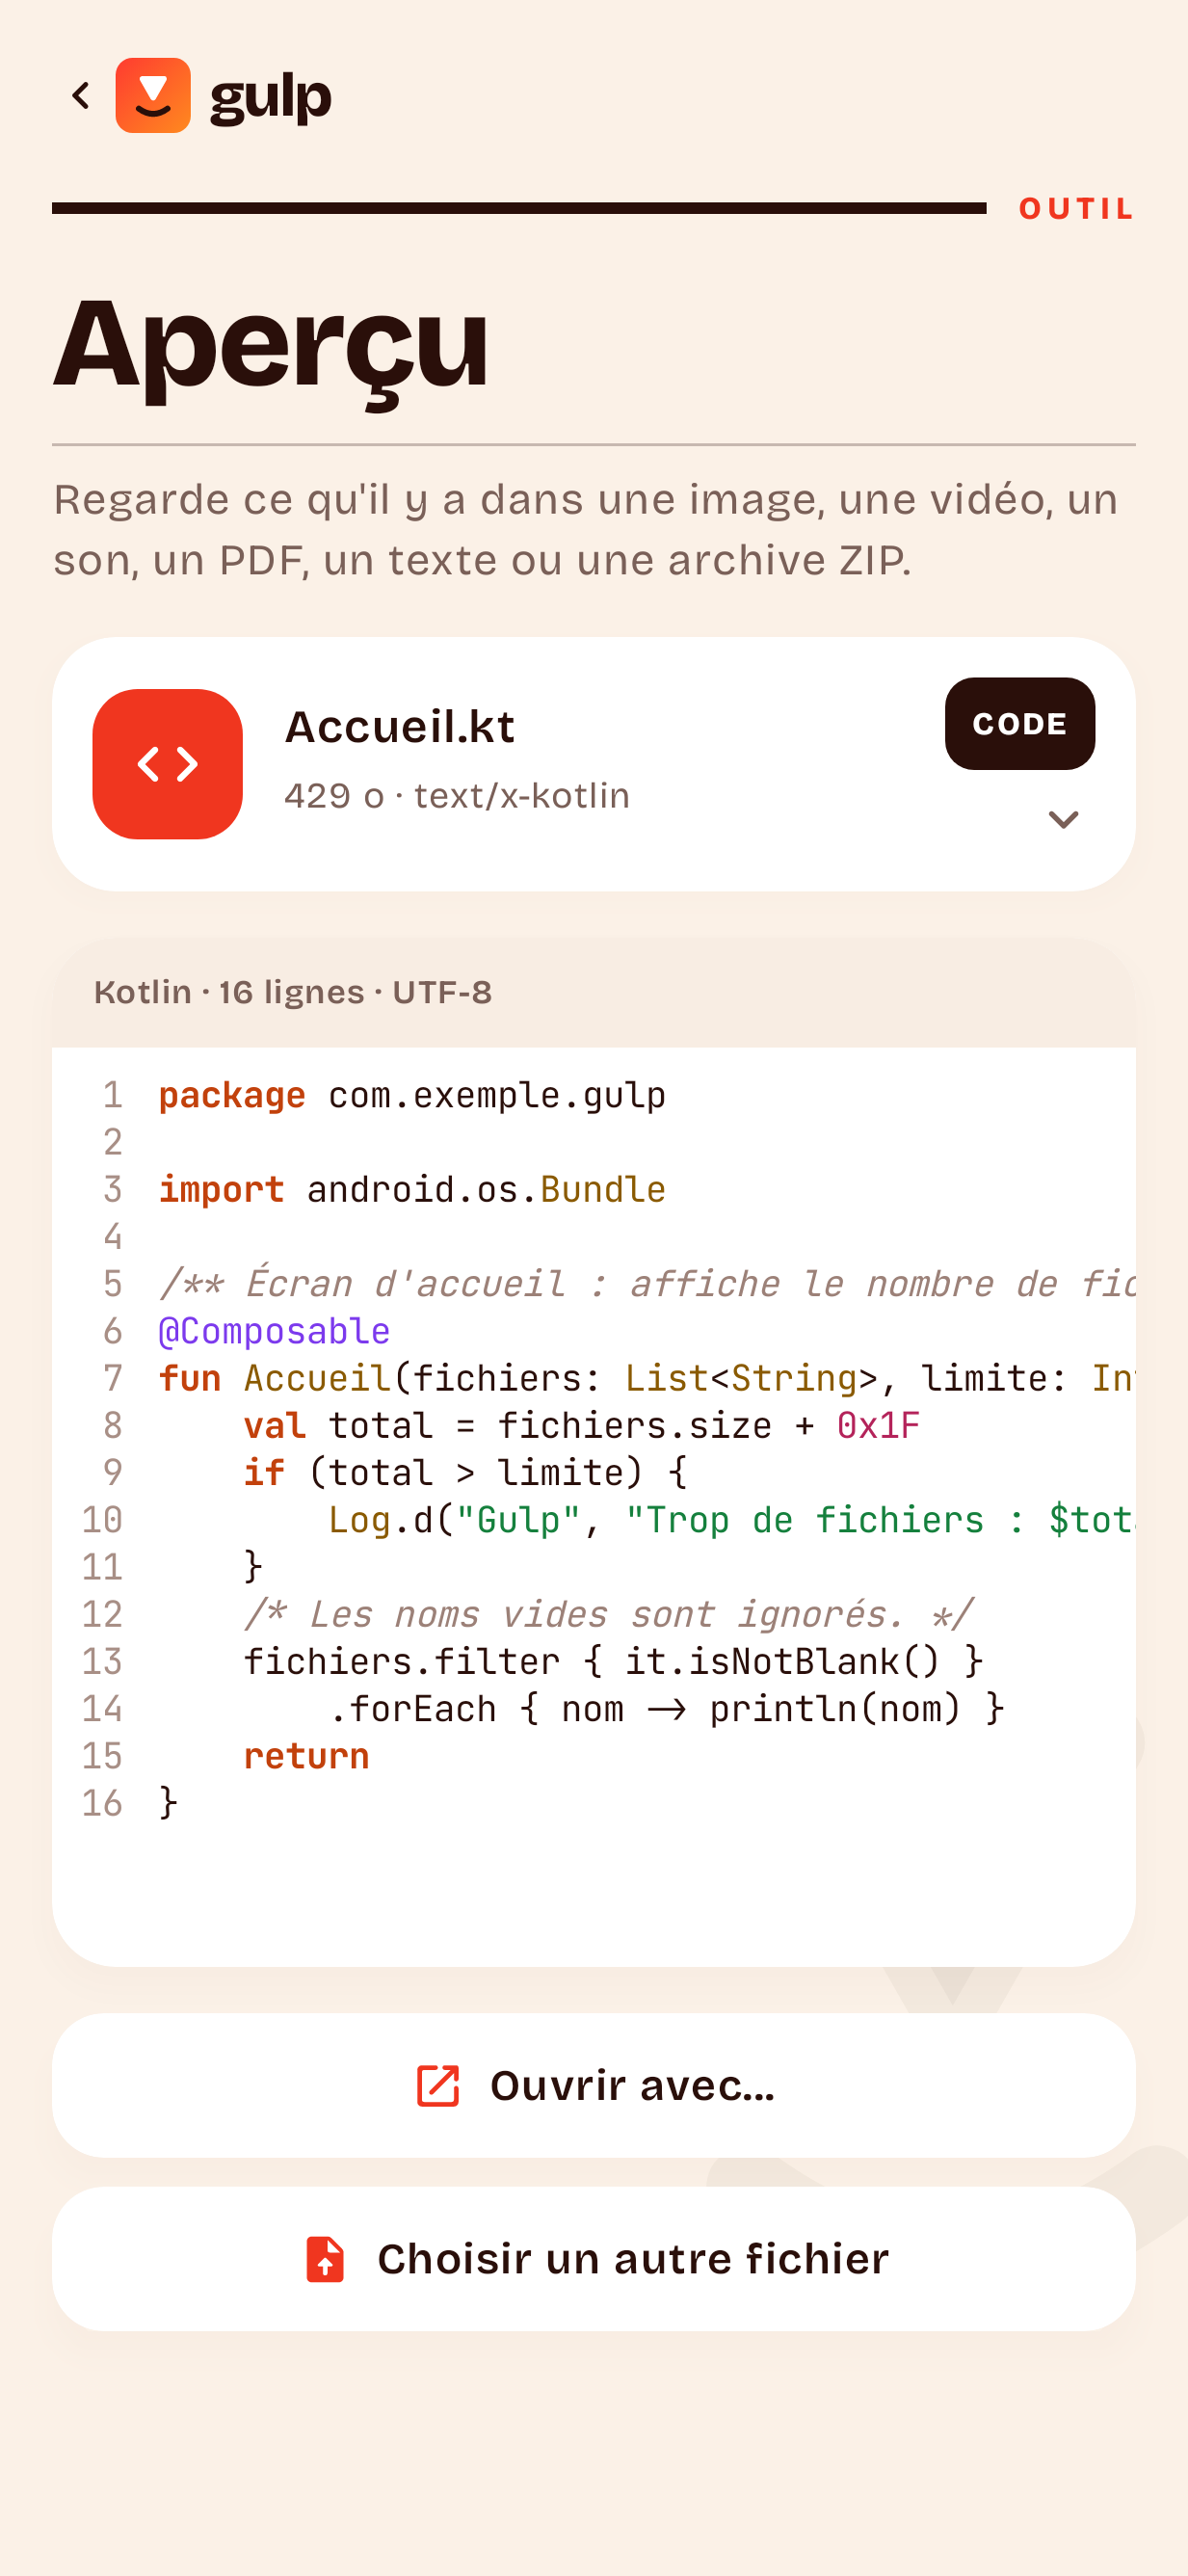 gulp
OUTIL
Aperçu
Regarde ce qu'il y a dans une image, une vidéo, un
son, un PDF, un texte ou une archive ZIP.
Accueil.kt
CODE
429 o · text/x-kotlin
Kotlin · 16 lignes · UTF-8
1 package com.exemple.gulp
2
3 import android.os.Bundle
4
5 /** Écran d'accueil : affiche le nombre de fic
6 @Composable
7 fun Accueil(fichiers: List<String>, limite: In
8     val total = fichiers.size + 0x1F
9     if (total > limite) {
10         Log.d("Gulp", "Trop de fichiers : $tot
11     }
12     /* Les noms vides sont ignorés. */
13     fichiers.filter { it.isNotBlank() }
14         .forEach { nom -> println(nom) }
15     return
16 }
Ouvrir avec...
Choisir un autre fichier